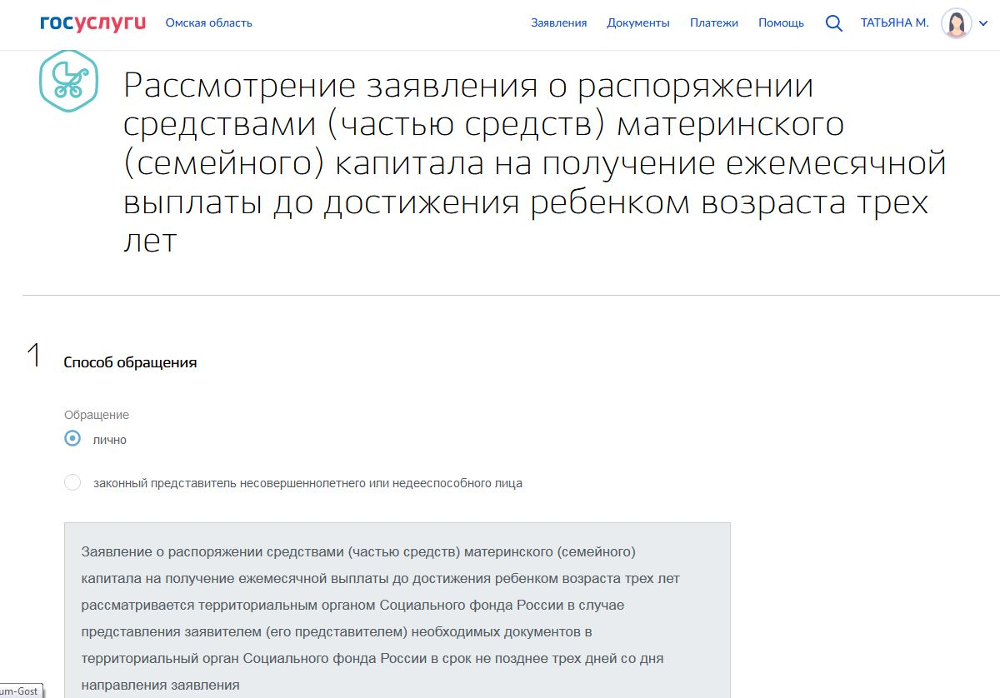 госуслуги Омская область Заявления Документы Платежи Помощь ТАТЬЯНА М.
Рассмотрение заявления о распоряжении
средствами (частью средств) материнского
(семейного) капитала на получение ежемесячной
выплаты до достижения ребенком возраста трех
лет
1 Способ обращения
Обращение
лично
законный представитель несовершеннолетнего или недееспособного лица
Заявление о распоряжении средствами (частью средств) материнского (семейного)
капитала на получение ежемесячной выплаты до достижения ребенком возраста трех лет
рассматривается территориальным органом Социального фонда России в случае
представления заявителем (его представителем) необходимых документов в
территориальный орган Социального фонда России в срок не позднее трех дней со дня
направления заявления
um-Gost